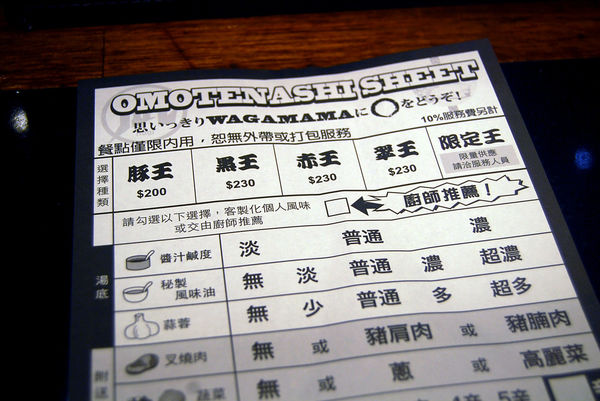 OMOTENASHI SHEET
思いっきりWAGAMAMAに〇をどうぞ!
10%服務費另計
餐點僅限內用，恕無外帶或打包服務
選擇種類
豚王 $200
黒王 $230
赤王 $230
翠王 $230
限定王 限量供應 請洽服務人員
請勾選以下選擇，客製化個人風味
或交由廚師推薦
廚師推薦!
湯底
醬汁鹹度 淡 普通 濃
秘製風味油 無 淡 普通 濃 超濃
蒜蓉 無 少 普通 多 超多
附送
叉燒肉 無 或 豬肩肉 或 豬腩肉
蔬菜 無 或 蔥 或 高麗菜
無
5辛